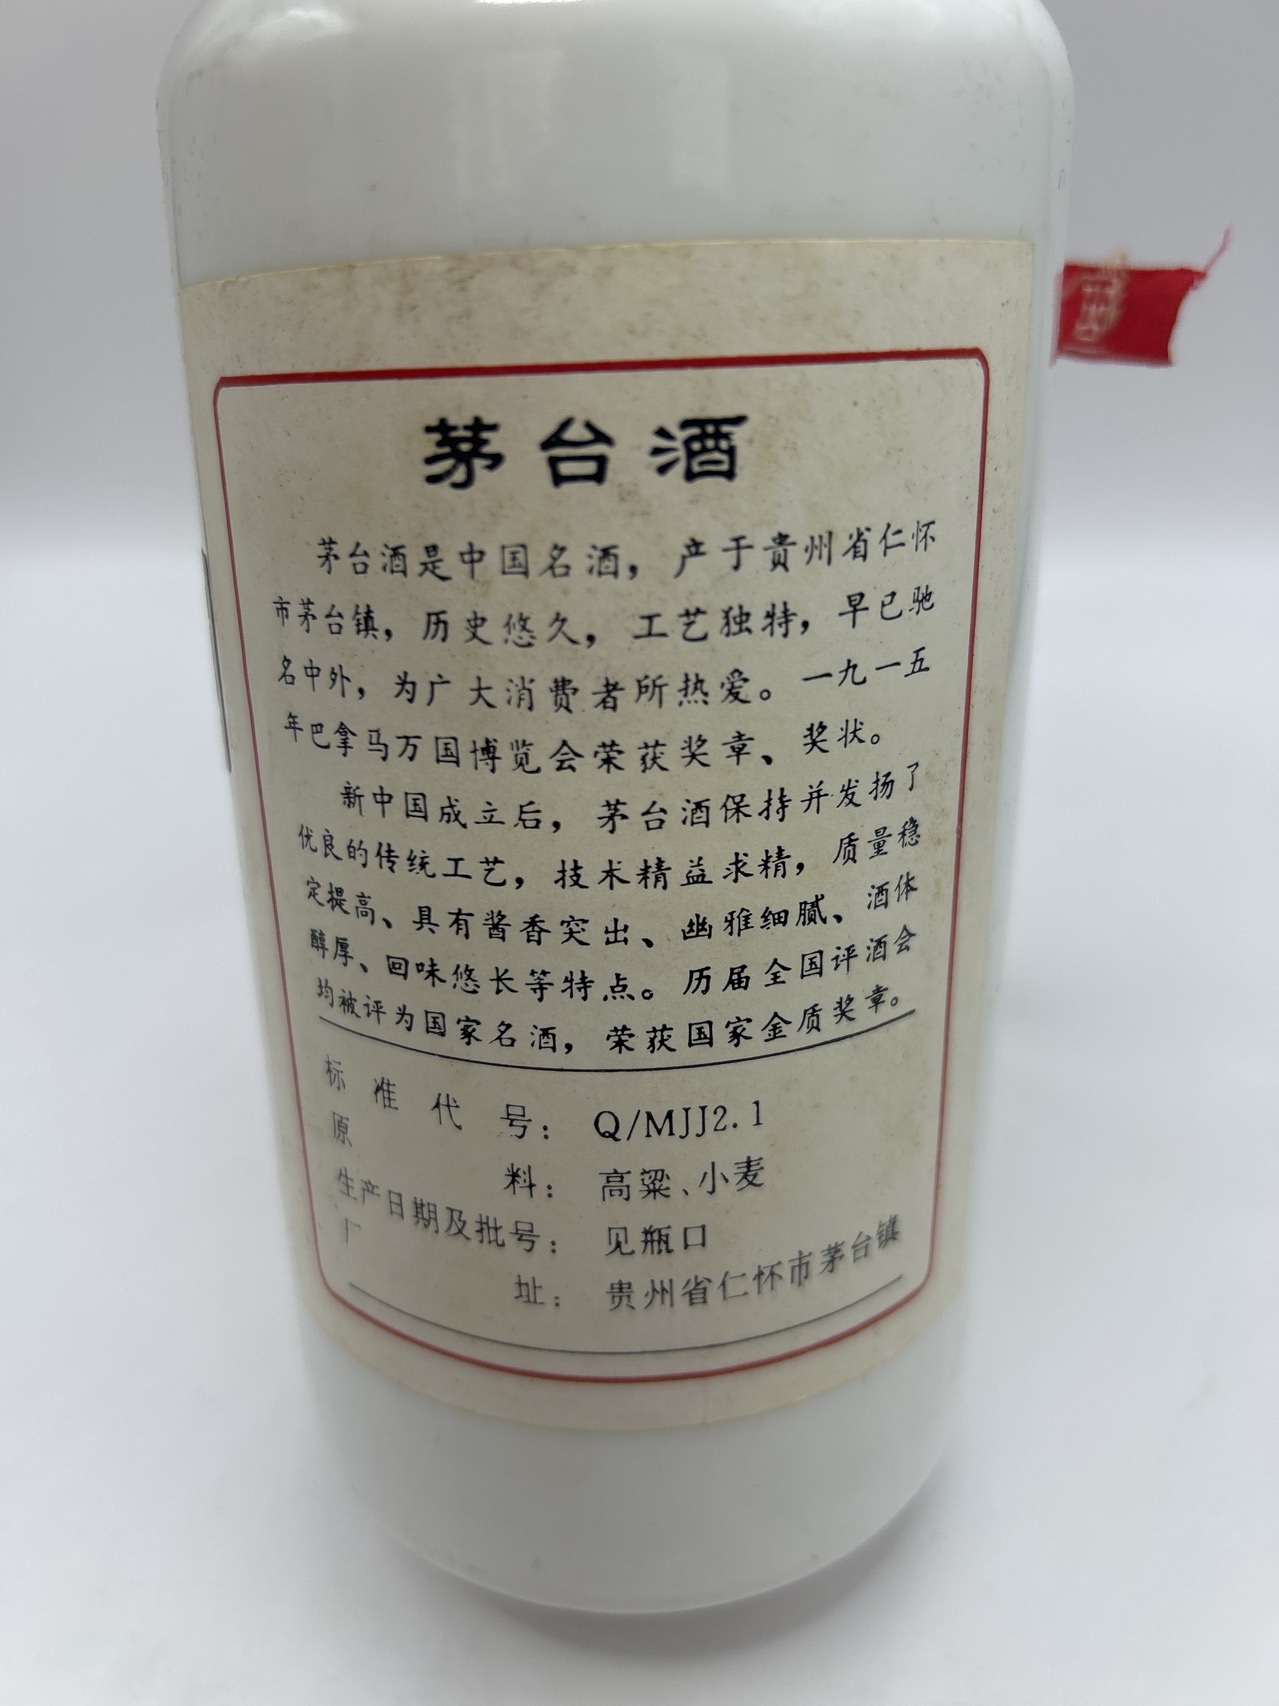 茅台酒
茅台酒是中国名酒，产于贵州省仁怀
市茅台镇，历史悠久，工艺独特，早已驰
名中外，为广大消费者所热爱。一九一五
年巴拿马万国博览会荣获奖章、奖状。
新中国成立后，茅台酒保持并发扬了
优良的传统工艺，技术精益求精，质量稳
定提高、具有酱香突出、幽雅细腻、酒体
醇厚、回味悠长等特点。历届全国评酒会
均被评为国家名酒，荣获国家金质奖章。
标准代号：Q/MJJ2.1
原料：高粱、小麦
生产日期及批号：见瓶口
厂址：贵州省仁怀市茅台镇